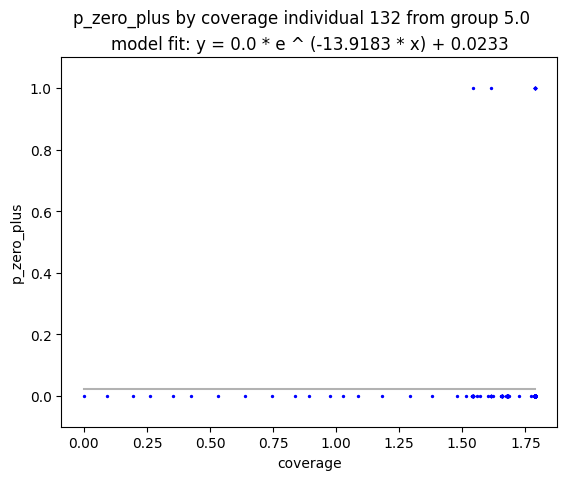 p_zero_plus by coverage individual 132 from group 5.0
model fit: y = 0.0 * e ^ (-13.9183 * x) + 0.0233
1.0
0.8
0.6
0.4
0.2
0.0
p_zero_plus
0.00 0.25 0.50 0.75 1.00 1.25 1.50 1.75
coverage